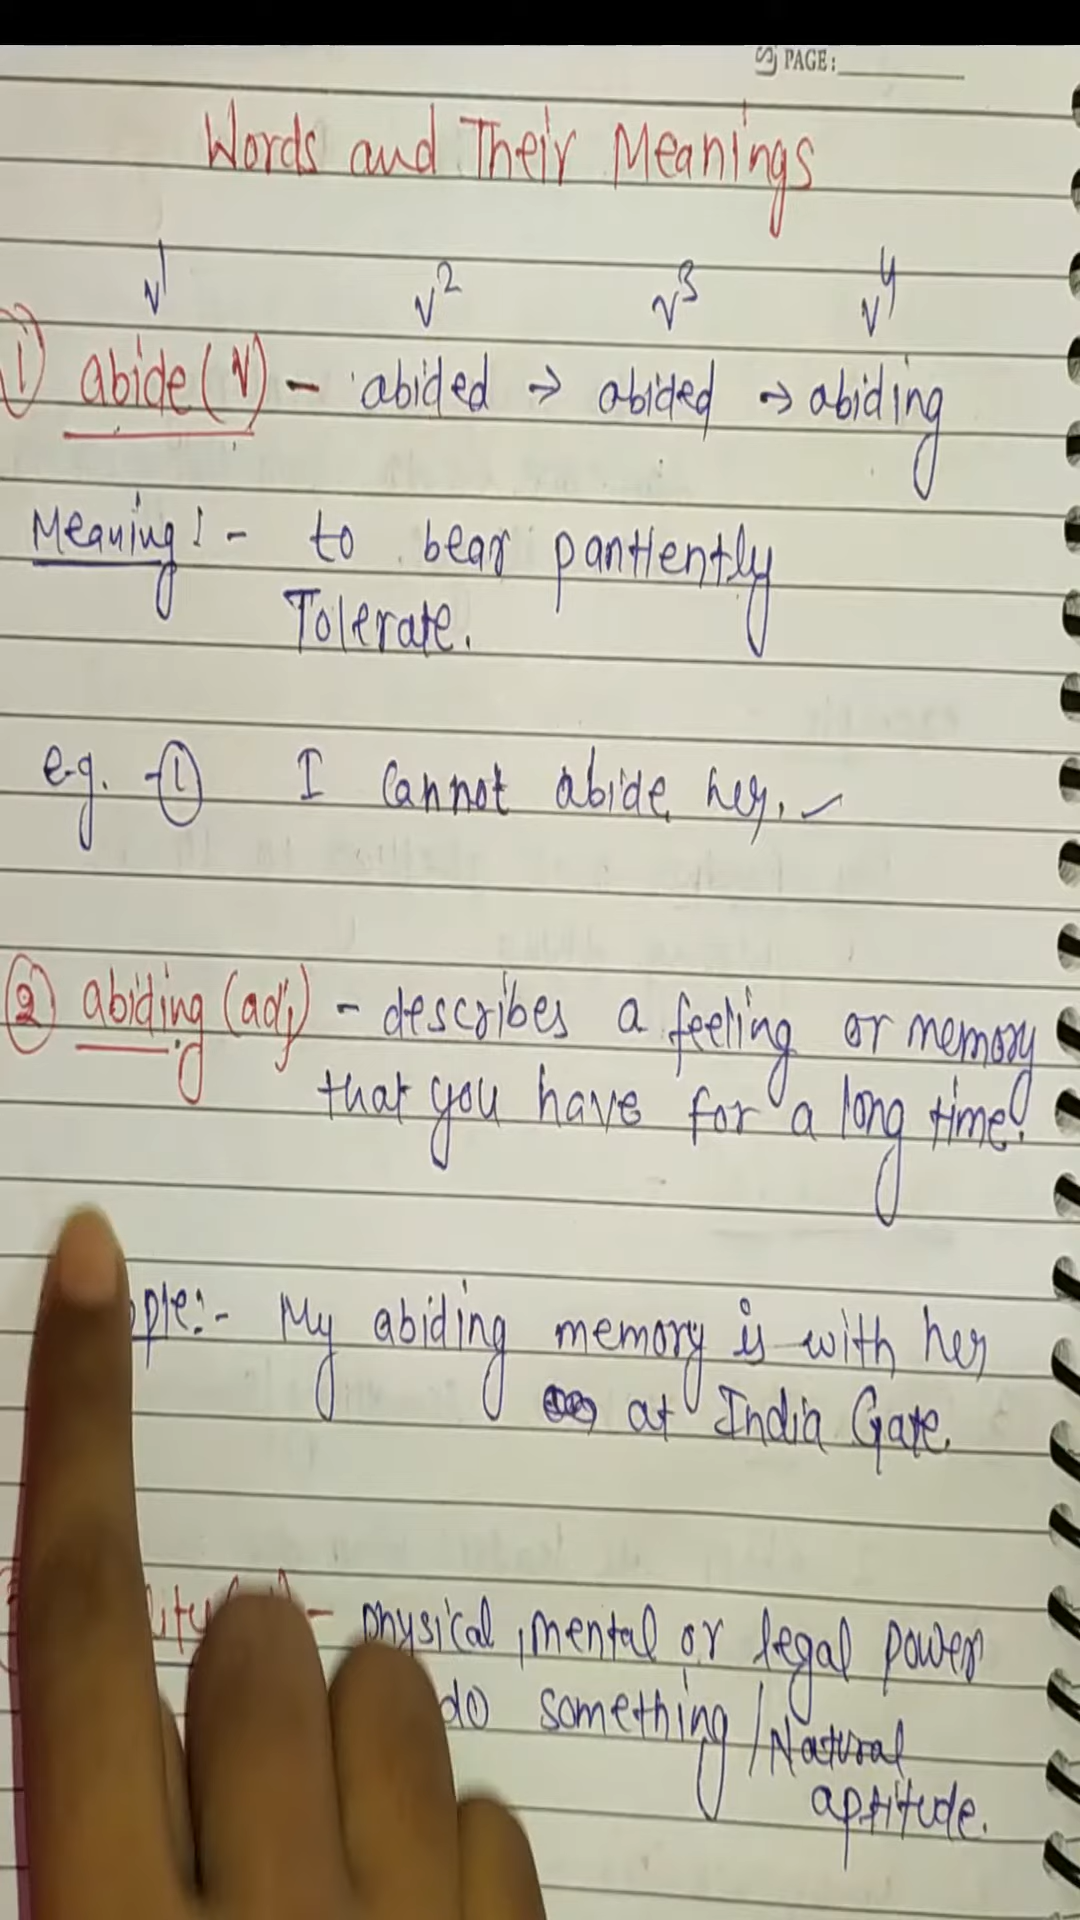 PAGE:
Words and Their Meanings
V1 V2 V3 V4
① abide (V) - abided → abided → abiding
Meaning :- to bear pantiently
Tolerate.
e.g. -① I cannot abide her.
② abiding (adj) - describes a feeling or memory
that you have for a long time.
ple:- My abiding memory is with her
at India Gate.
lity - physical, mental or legal power
do something / Natural
aptitude.